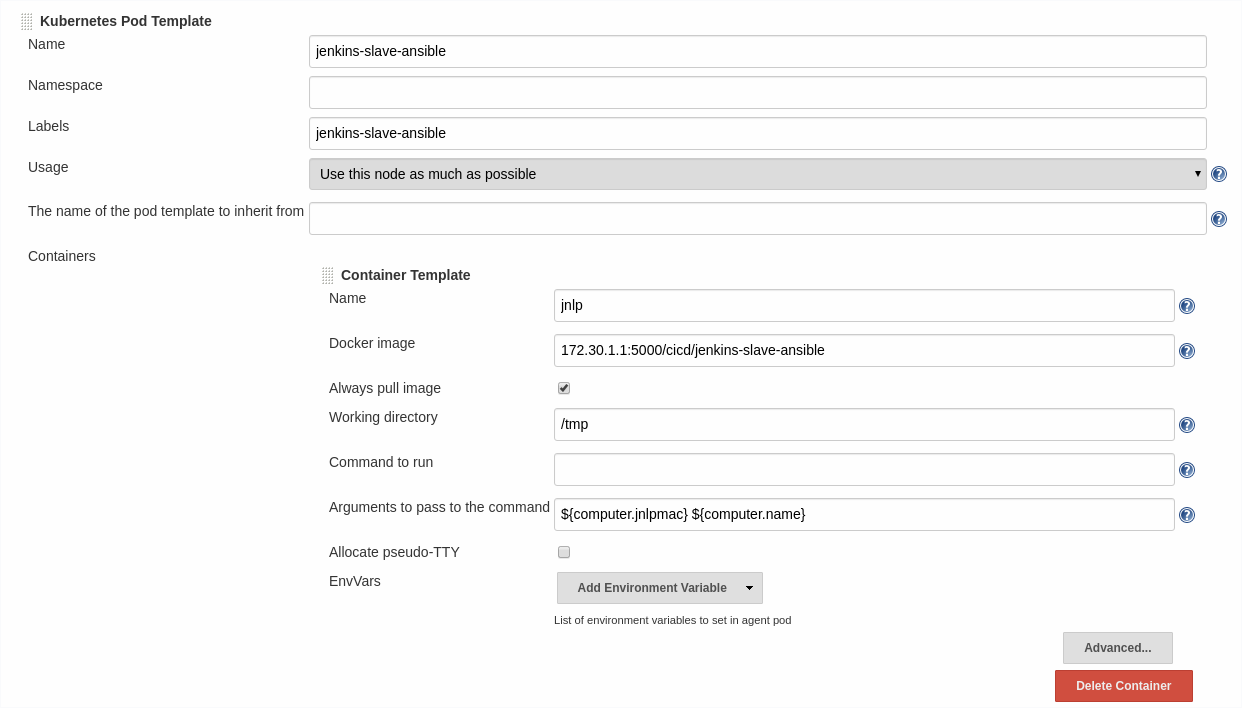 Kubernetes Pod Template
Name
jenkins-slave-ansible
Namespace
Labels
jenkins-slave-ansible
Usage
Use this node as much as possible
The name of the pod template to inherit from
Containers
Container Template
Name
jnlp
Docker image
172.30.1.1:5000/cicd/jenkins-slave-ansible
Always pull image
Working directory
/tmp
Command to run
Arguments to pass to the command
${computer.jnlpmac} ${computer.name}
Allocate pseudo-TTY
EnvVars
Add Environment Variable
List of environment variables to set in agent pod
Advanced...
Delete Container